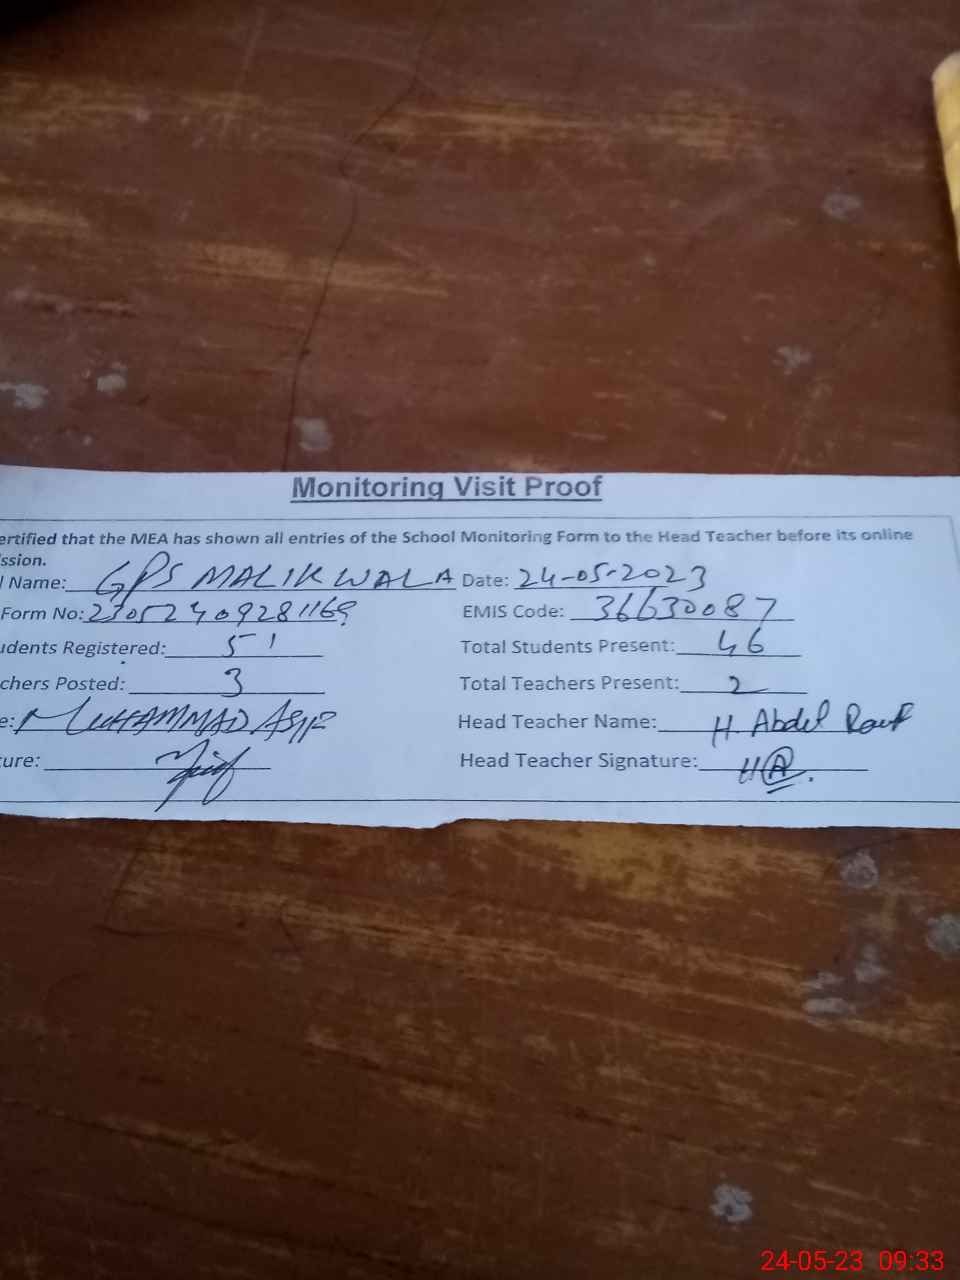 Monitoring Visit Proof
ertified that the MEA has shown all entries of the School Monitoring Form to the Head Teacher before its online
ssion.
l Name: GPS MALIKWALA Date: 24-05-2023
Form No: 23052409281169 EMIS Code: 36630087
udents Registered: 51 Total Students Present: 46
chers Posted: 3 Total Teachers Present: 2
e: MUHAMMAD ASIF Head Teacher Name: H. Abdul Rauf
ture: Head Teacher Signature: HA
24-05-23 09:33